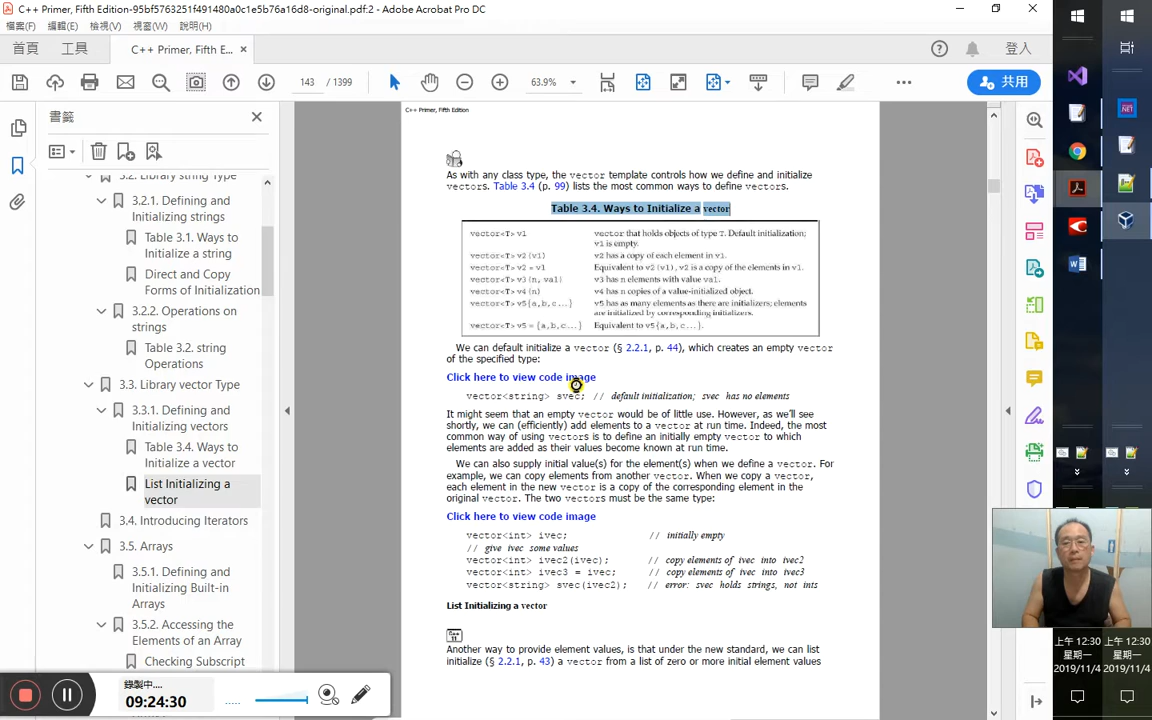 C++ Primer, Fifth Edition-95bf5763251f491480a0c1e5b76a16d8-original.pdf:2 - Adobe Acrobat Pro DC
檔案(F) 編輯(E) 檢視(V) 視窗(W) 說明(H)
首頁 工具 C++ Primer, Fifth E... × 登入
143 / 1399 63.9% 共用
書籤
3.2. Library string Type
3.2.1. Defining and
Initializing strings
Table 3.1. Ways to
Initialize a string
Direct and Copy
Forms of Initialization
3.2.2. Operations on
strings
Table 3.2. string
Operations
3.3. Library vector Type
3.3.1. Defining and
Initializing vectors
Table 3.4. Ways to
Initialize a vector
List Initializing a
vector
3.4. Introducing Iterators
3.5. Arrays
3.5.1. Defining and
Initializing Built-in
Arrays
3.5.2. Accessing the
Elements of an Array
Checking Subscript
錄製中...
09:24:30
C++ Primer, Fifth Edition
As with any class type, the vector template controls how we define and initialize
vectors. Table 3.4 (p. 99) lists the most common ways to define vectors.
Table 3.4. Ways to Initialize a vector
vector<T> v1 vector that holds objects of type T. Default initialization;
v1 is empty.
vector<T> v2(v1) v2 has a copy of each element in v1.
vector<T> v2 = v1 Equivalent to v2(v1), v2 is a copy of the elements in v1.
vector<T> v3(n, val) v3 has n elements with value val.
vector<T> v4(n) v4 has n copies of a value-initialized object.
vector<T> v5{a,b,c...} v5 has as many elements as there are initializers; elements
are initialized by corresponding initializers.
vector<T> v5 = {a,b,c...} Equivalent to v5{a,b,c...}.
We can default initialize a vector (§ 2.2.1, p. 44), which creates an empty vector
of the specified type:
Click here to view code image
vector<string> svec; // default initialization; svec has no elements
It might seem that an empty vector would be of little use. However, as we'll see
shortly, we can (efficiently) add elements to a vector at run time. Indeed, the most
common way of using vectors is to define an initially empty vector to which
elements are added as their values become known at run time.
We can also supply initial value(s) for the element(s) when we define a vector. For
example, we can copy elements from another vector. When we copy a vector,
each element in the new vector is a copy of the corresponding element in the
original vector. The two vectors must be the same type:
Click here to view code image
vector<int> ivec; // initially empty
// give ivec some values
vector<int> ivec2(ivec); // copy elements of ivec into ivec2
vector<int> ivec3 = ivec; // copy elements of ivec into ivec3
vector<string> svec(ivec2); // error: svec holds strings, not ints
List Initializing a vector
C++
11
Another way to provide element values, is that under the new standard, we can list
initialize (§ 2.2.1, p. 43) a vector from a list of zero or more initial element values
.NET
上午 12:30 上午 12:30
星期一 星期一
2019/11/4 2019/11/4